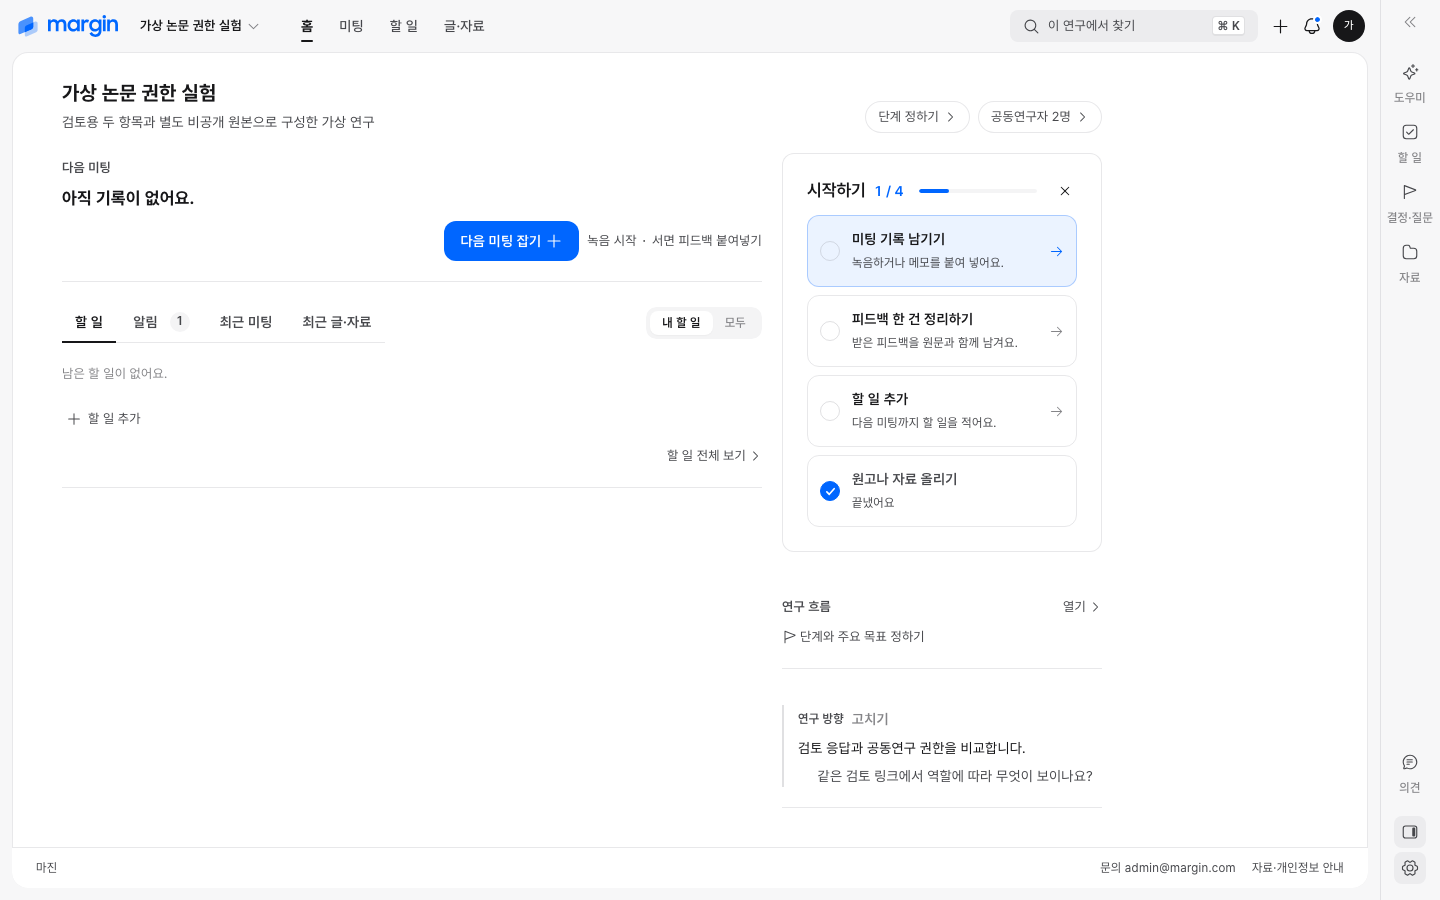 margin
가상 논문 권한 실험
홈
미팅
할 일
글·자료
이 연구에서 찾기
⌘ K
가
가상 논문 권한 실험
검토용 두 항목과 별도 비공개 원본으로 구성한 가상 연구
단계 정하기
공동연구자 2명
다음 미팅
아직 기록이 없어요.
다음 미팅 잡기
녹음 시작 · 서면 피드백 붙여넣기
할 일
알림 1
최근 미팅
최근 글·자료
내 할 일
모두
남은 할 일이 없어요.
할 일 추가
할 일 전체 보기
시작하기 1 / 4
미팅 기록 남기기
녹음하거나 메모를 붙여 넣어요.
피드백 한 건 정리하기
받은 피드백을 원문과 함께 남겨요.
할 일 추가
다음 미팅까지 할 일을 적어요.
원고나 자료 올리기
끝냈어요
연구 흐름
열기
단계와 주요 목표 정하기
연구 방향 고치기
검토 응답과 공동연구 권한을 비교합니다.
같은 검토 링크에서 역할에 따라 무엇이 보이나요?
도우미
할 일
결정·질문
자료
의견
마진
문의 admin@margin.com
자료·개인정보 안내